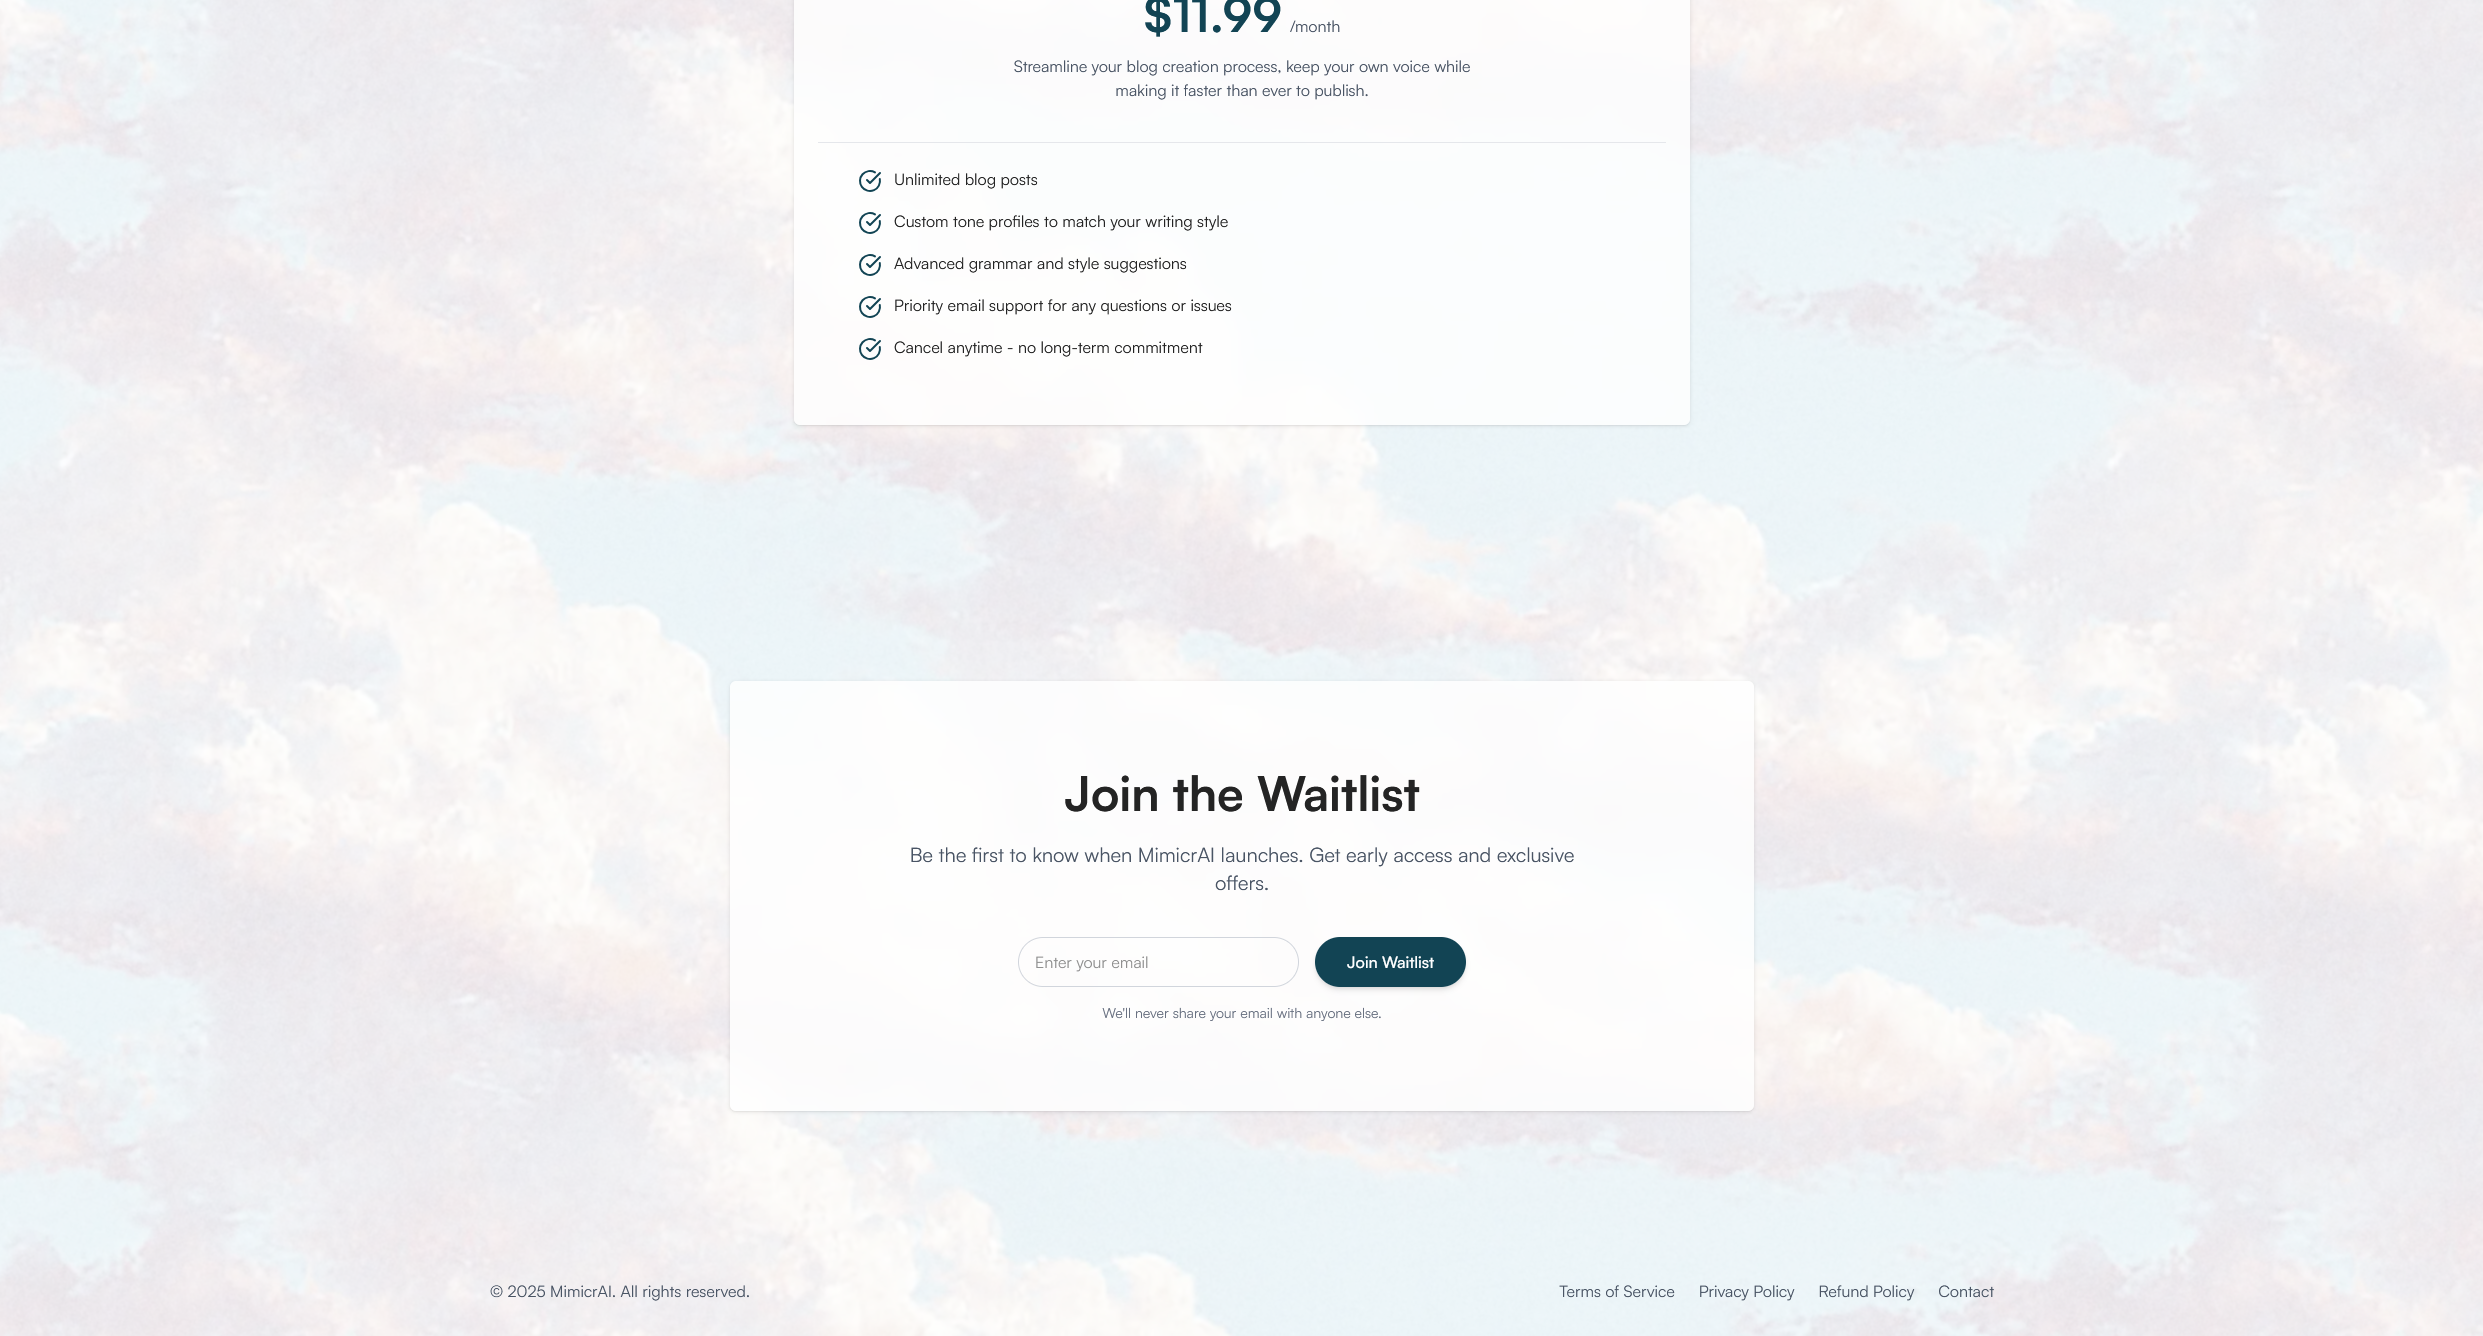 $11.99 /month
Streamline your blog creation process, keep your own voice while
making it faster than ever to publish.
Unlimited blog posts
Custom tone profiles to match your writing style
Advanced grammar and style suggestions
Priority email support for any questions or issues
Cancel anytime - no long-term commitment
Join the Waitlist
Be the first to know when MimicrAI launches. Get early access and exclusive
offers.
Enter your email
Join Waitlist
We'll never share your email with anyone else.
© 2025 MimicrAI. All rights reserved.
Terms of Service Privacy Policy Refund Policy Contact